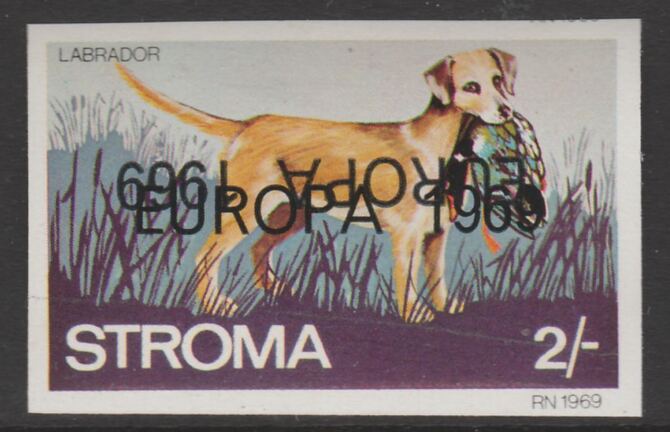 LABRADOR
EUROPA 1969
EUROPA 1969
STROMA 2/-
RN 1969